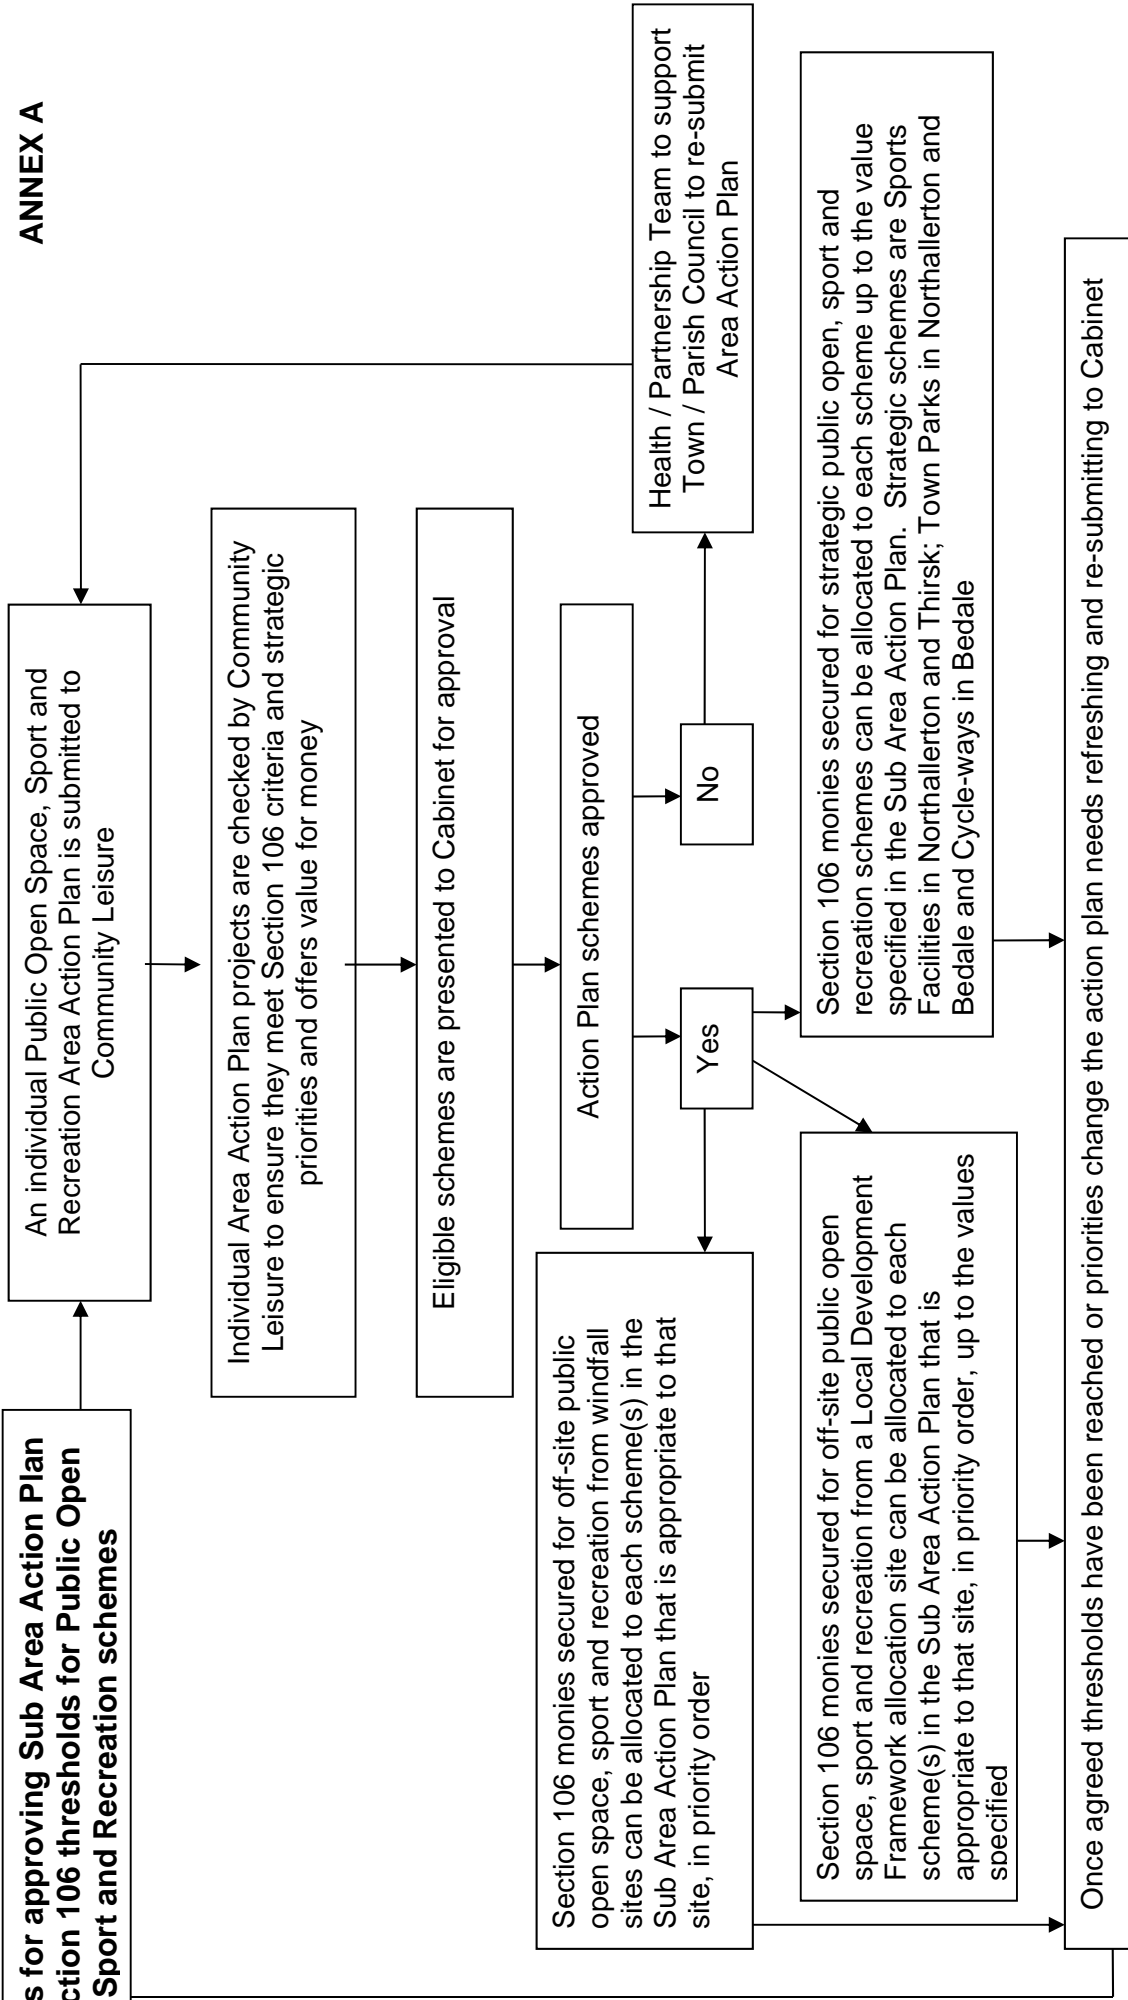 ANNEX A
s for approving Sub Area Action Plan
ction 106 thresholds for Public Open
Sport and Recreation schemes
An individual Public Open Space, Sport and
Recreation Area Action Plan is submitted to
Community Leisure
Individual Area Action Plan projects are checked by Community
Leisure to ensure they meet Section 106 criteria and strategic
priorities and offers value for money
Eligible schemes are presented to Cabinet for approval
Action Plan schemes approved
Yes
No
Health / Partnership Team to support
Town / Parish Council to re-submit
Area Action Plan
Section 106 monies secured for off-site public
open space, sport and recreation from windfall
sites can be allocated to each scheme(s) in the
Sub Area Action Plan that is appropriate to that
site, in priority order
Section 106 monies secured for off-site public open
space, sport and recreation from a Local Development
Framework allocation site can be allocated to each
scheme(s) in the Sub Area Action Plan that is
appropriate to that site, in priority order, up to the values
specified
Section 106 monies secured for strategic public open, sport and
recreation schemes can be allocated to each scheme up to the value
specified in the Sub Area Action Plan.  Strategic schemes are Sports
Facilities in Northallerton and Thirsk; Town Parks in Northallerton and
Bedale and Cycle-ways in Bedale
Once agreed thresholds have been reached or priorities change the action plan needs refreshing and re-submitting to Cabinet